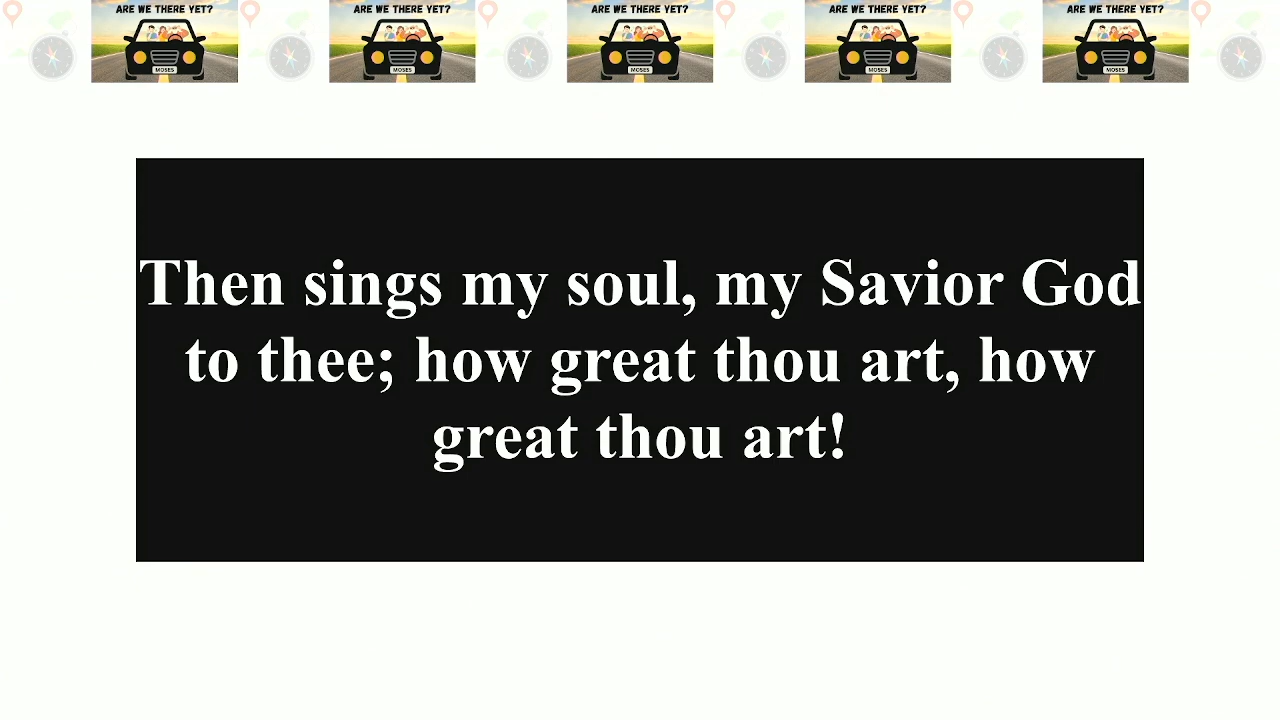 ARE WE THERE YET? ARE WE THERE YET? ARE WE THERE YET? ARE WE THERE YET? ARE WE THERE YET?
MOSES MOSES MOSES MOSES MOSES
Then sings my soul, my Savior God
to thee; how great thou art, how
great thou art!